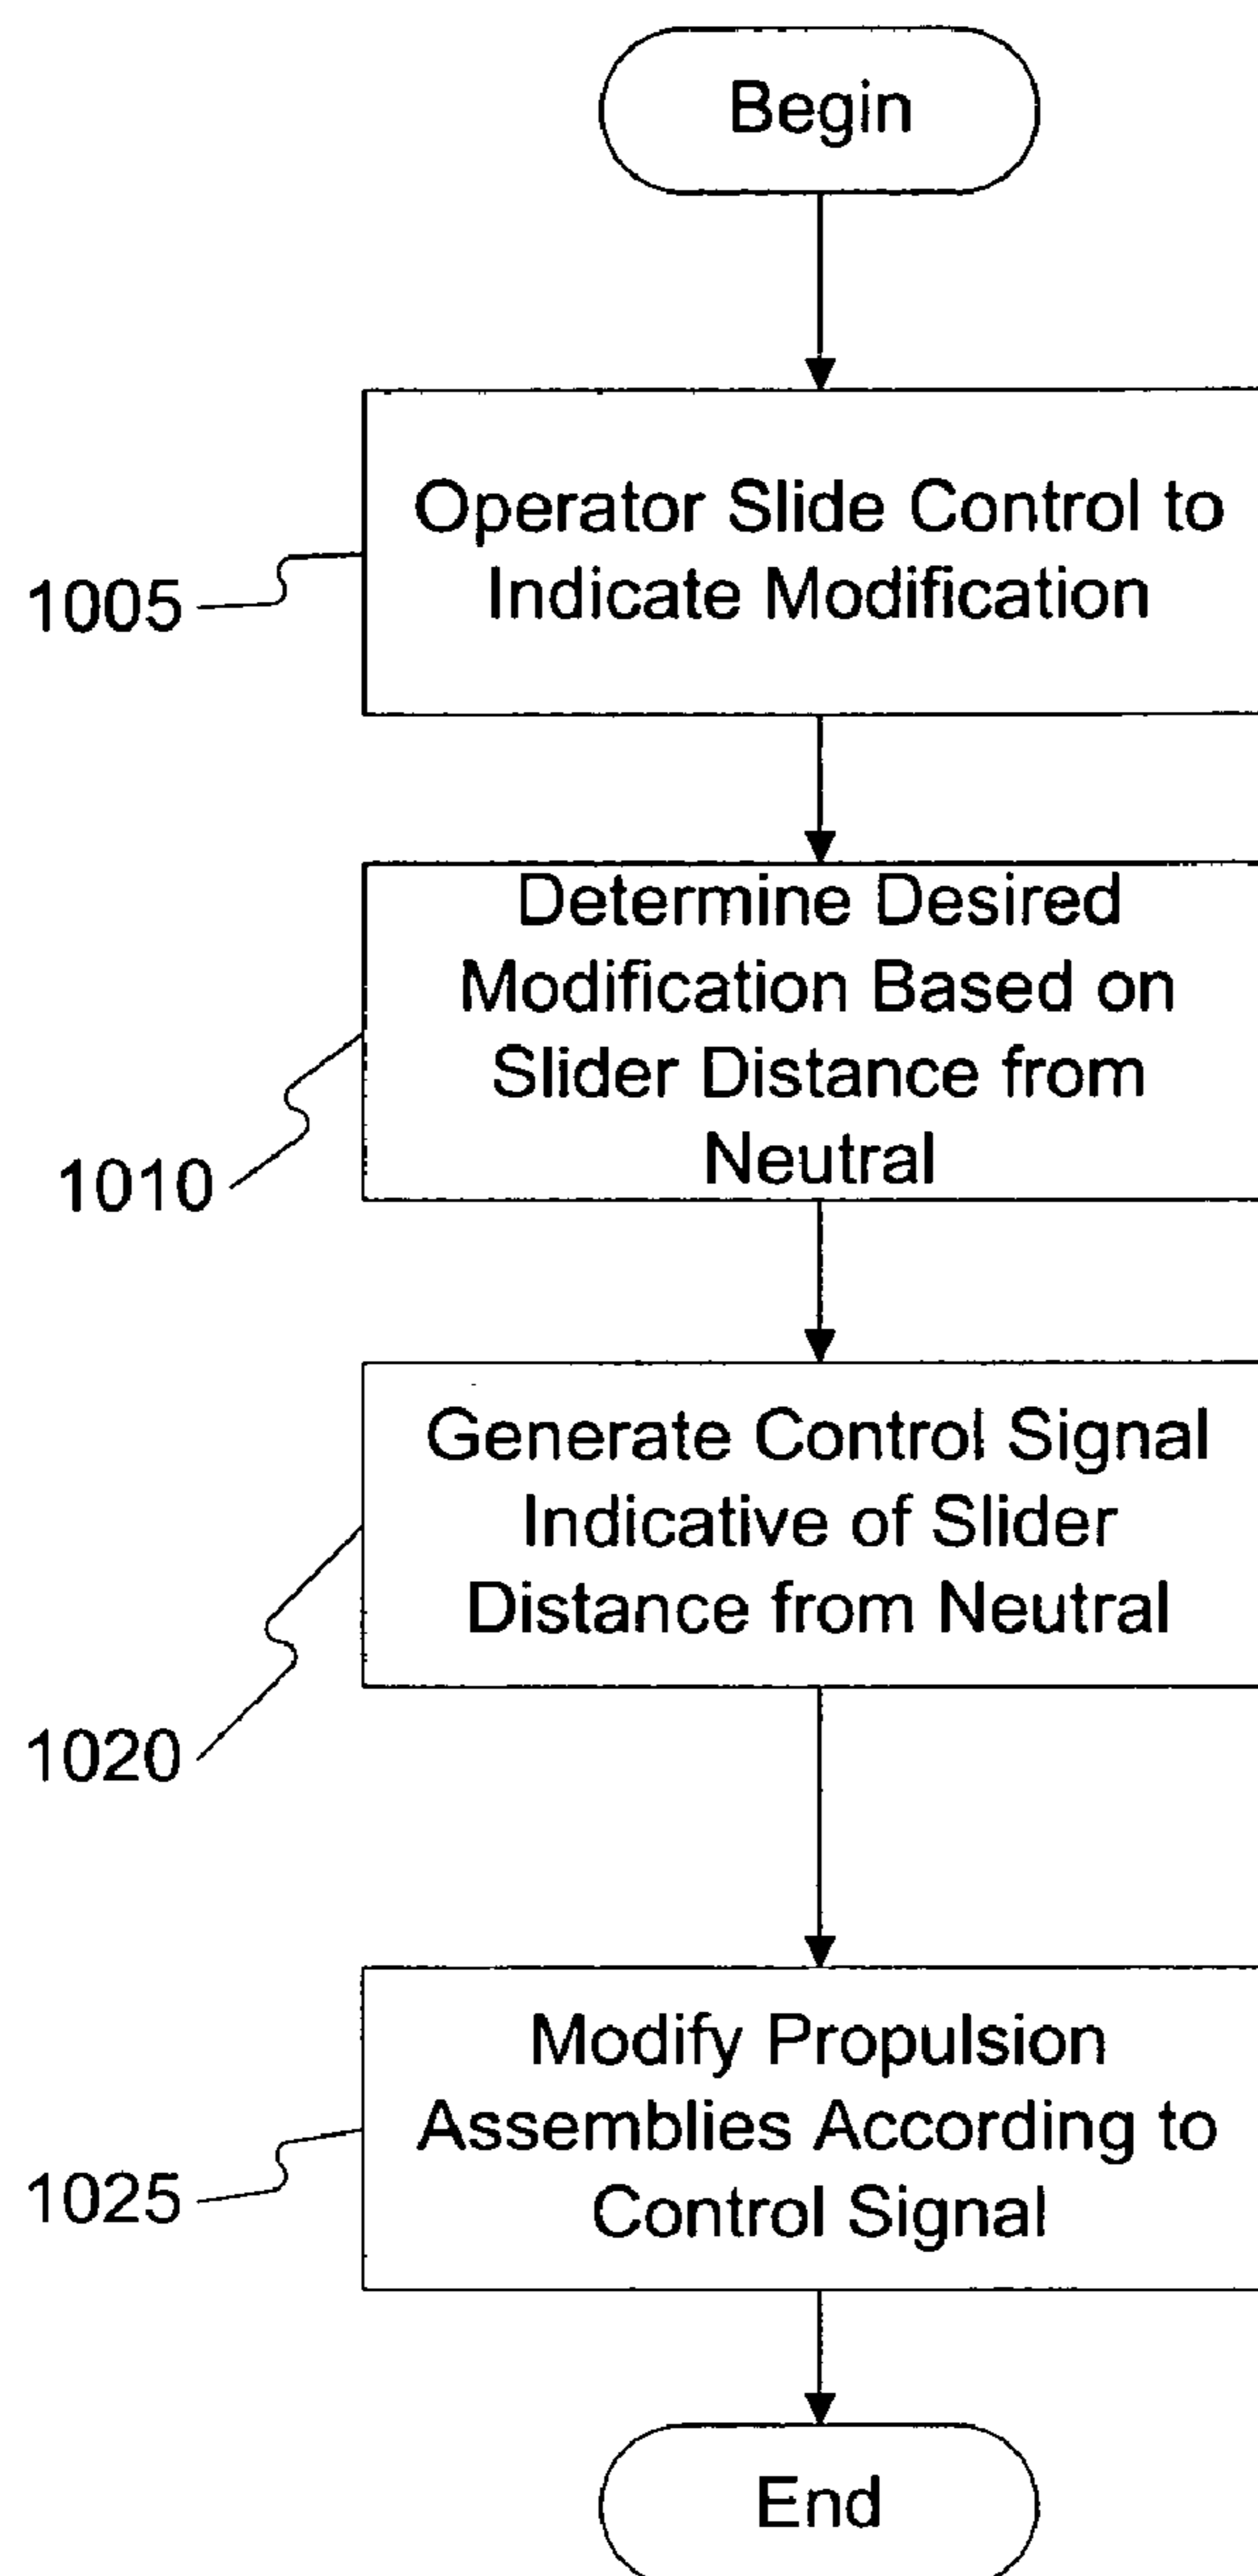 Begin
Operator Slide Control to
Indicate Modification
1005
Determine Desired
Modification Based on
Slider Distance from
Neutral
1010
Generate Control Signal
Indicative of Slider
Distance from Neutral
1020
Modify Propulsion
Assemblies According to
Control Signal
1025
End